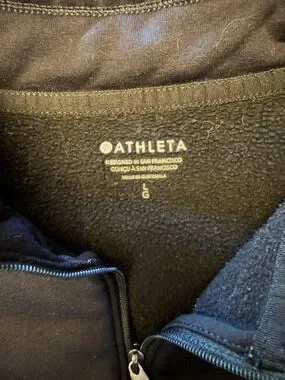 ATHLETA
DESIGNED IN SAN FRANCISCO
CONÇU À SAN FRANCISCO
MADE IN GUATEMALA
L
G